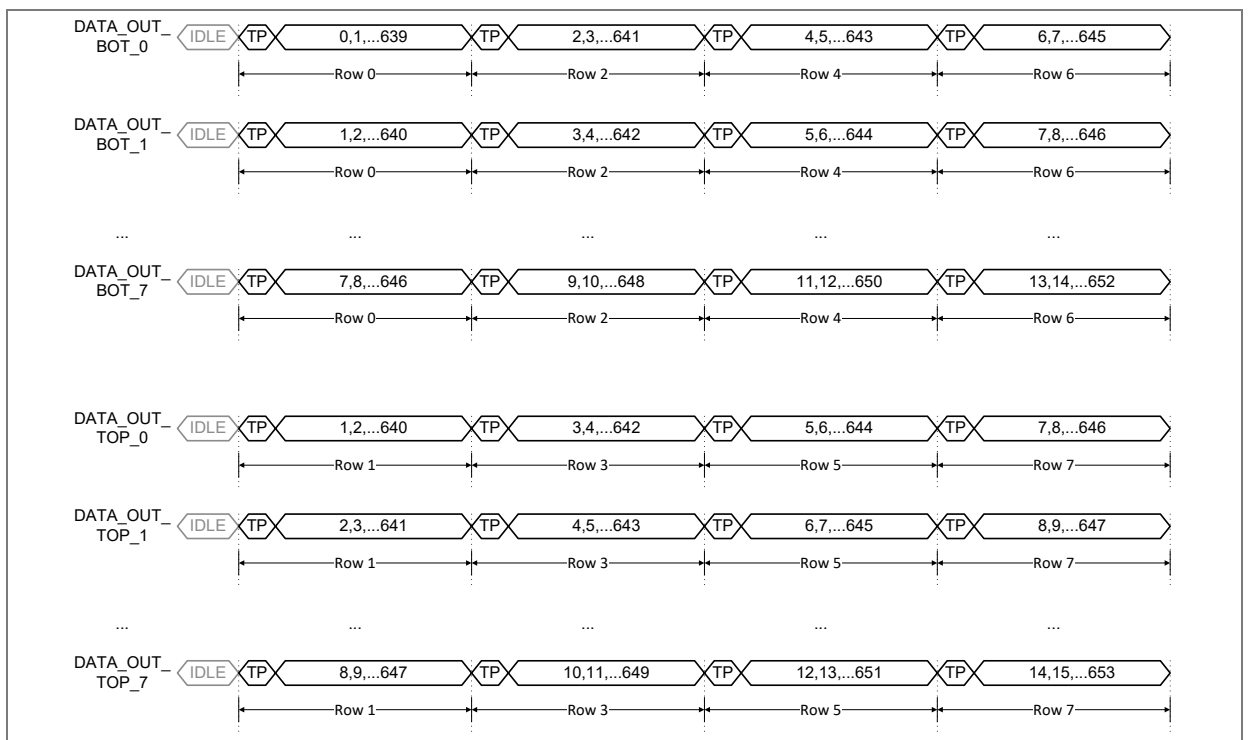 DATA_OUT_
BOT_0
IDLE TP 0,1,...639 TP 2,3,...641 TP 4,5,...643 TP 6,7,...645
Row 0 Row 2 Row 4 Row 6
DATA_OUT_
BOT_1
IDLE TP 1,2,...640 TP 3,4,...642 TP 5,6,...644 TP 7,8,...646
Row 0 Row 2 Row 4 Row 6
... ... ... ... ...
DATA_OUT_
BOT_7
IDLE TP 7,8,...646 TP 9,10,...648 TP 11,12,...650 TP 13,14,...652
Row 0 Row 2 Row 4 Row 6
DATA_OUT_
TOP_0
IDLE TP 1,2,...640 TP 3,4,...642 TP 5,6,...644 TP 7,8,...646
Row 1 Row 3 Row 5 Row 7
DATA_OUT_
TOP_1
IDLE TP 2,3,...641 TP 4,5,...643 TP 6,7,...645 TP 8,9,...647
Row 1 Row 3 Row 5 Row 7
... ... ... ... ...
DATA_OUT_
TOP_7
IDLE TP 8,9,...647 TP 10,11,...649 TP 12,13,...651 TP 14,15,...653
Row 1 Row 3 Row 5 Row 7